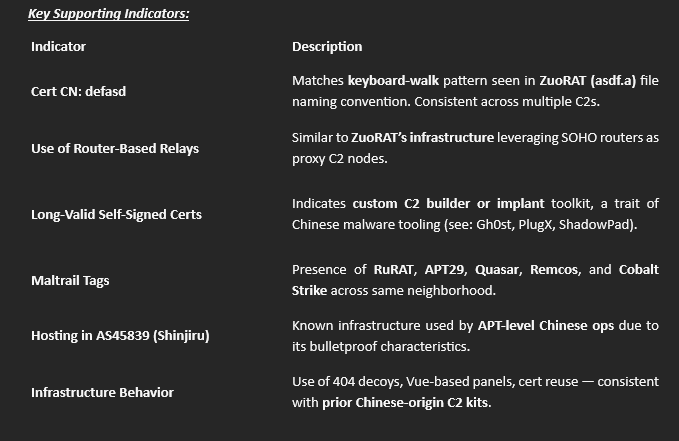 Key Supporting Indicators:
Indicator
Description
Cert CN: defasd
Matches keyboard-walk pattern seen in ZuoRAT (asdf.a) file
naming convention. Consistent across multiple C2s.
Use of Router-Based Relays
Similar to ZuoRAT’s infrastructure leveraging SOHO routers as
proxy C2 nodes.
Long-Valid Self-Signed Certs
Indicates custom C2 builder or implant toolkit, a trait of
Chinese malware tooling (see: Gh0st, PlugX, ShadowPad).
Maltrail Tags
Presence of RuRAT, APT29, Quasar, Remcos, and Cobalt
Strike across same neighborhood.
Hosting in AS45839 (Shinjiru)
Known infrastructure used by APT-level Chinese ops due to
its bulletproof characteristics.
Infrastructure Behavior
Use of 404 decoys, Vue-based panels, cert reuse — consistent
with prior Chinese-origin C2 kits.